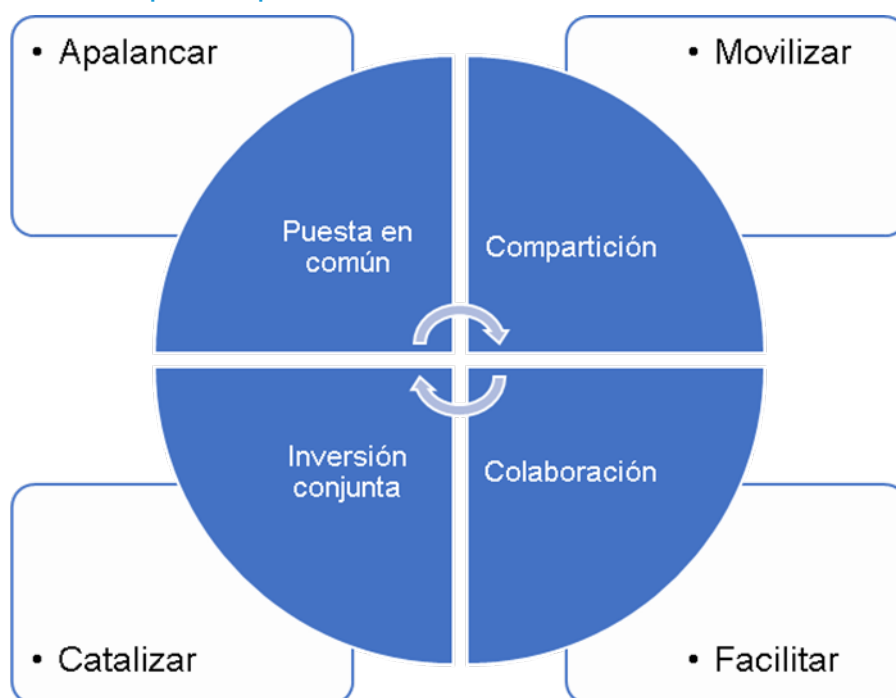 • Apalancar
• Movilizar
Puesta en
común
Compartición
Inversión
conjunta
Colaboración
• Catalizar
• Facilitar